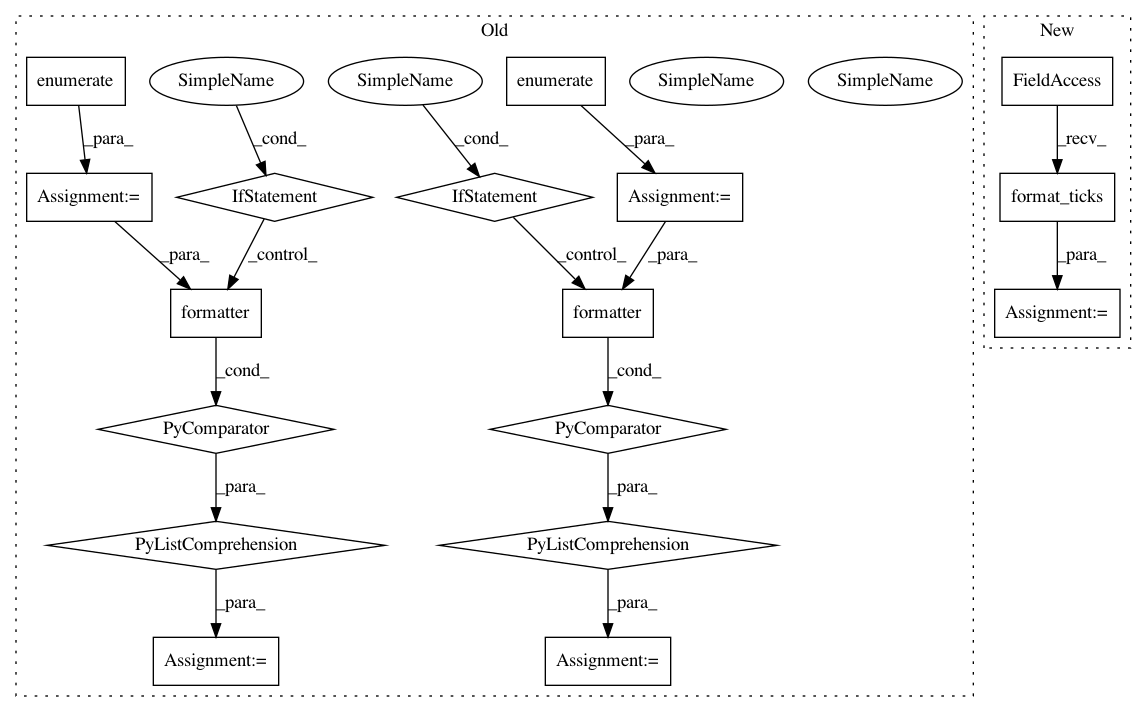 Old
New
enumerate
SimpleName
SimpleName
enumerate
SimpleName
SimpleName
FieldAccess
_para_
_cond_
_cond_
_para_
_recv_
Assignment:=
IfStatement
IfStatement
Assignment:=
format_ticks
_para_
_control_
_control_
_para_
_para_
formatter
formatter
Assignment:=
_cond_
_cond_
PyComparator
PyComparator
_para_
_para_
PyListComprehension
PyListComprehension
_para_
_para_
Assignment:=
Assignment:=